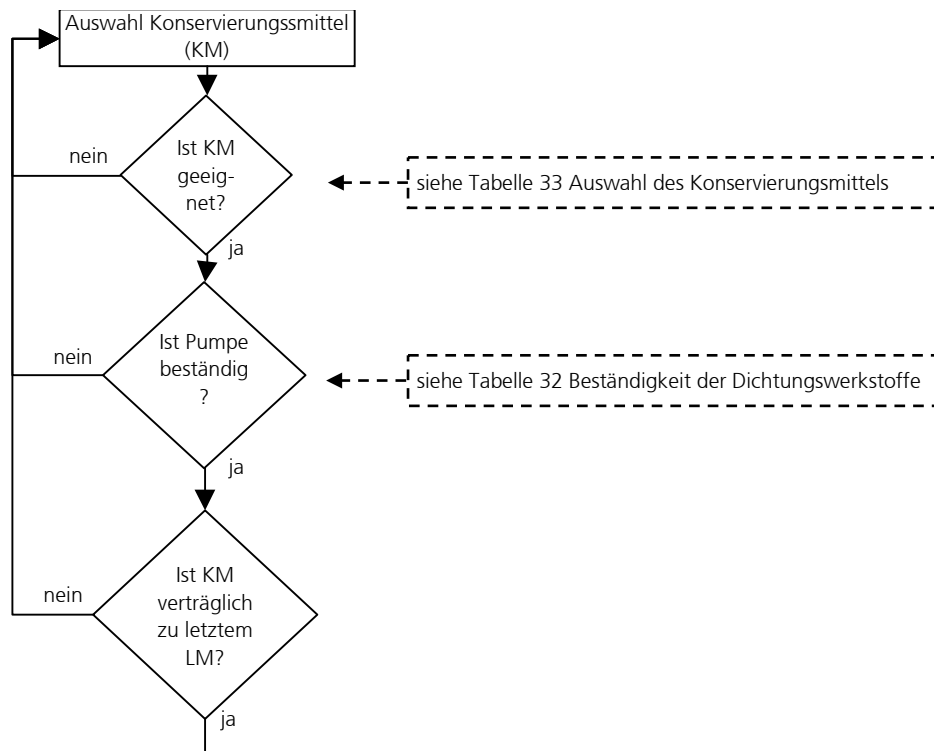 Auswahl Konservierungssmittel
(KM)
nein
Ist KM
geeig-
net?
siehe Tabelle 33 Auswahl des Konservierungsmittels
ja
nein
Ist Pumpe
beständig
?
siehe Tabelle 32 Beständigkeit der Dichtungswerkstoffe
ja
nein
Ist KM
verträglich
zu letztem
LM?
ja